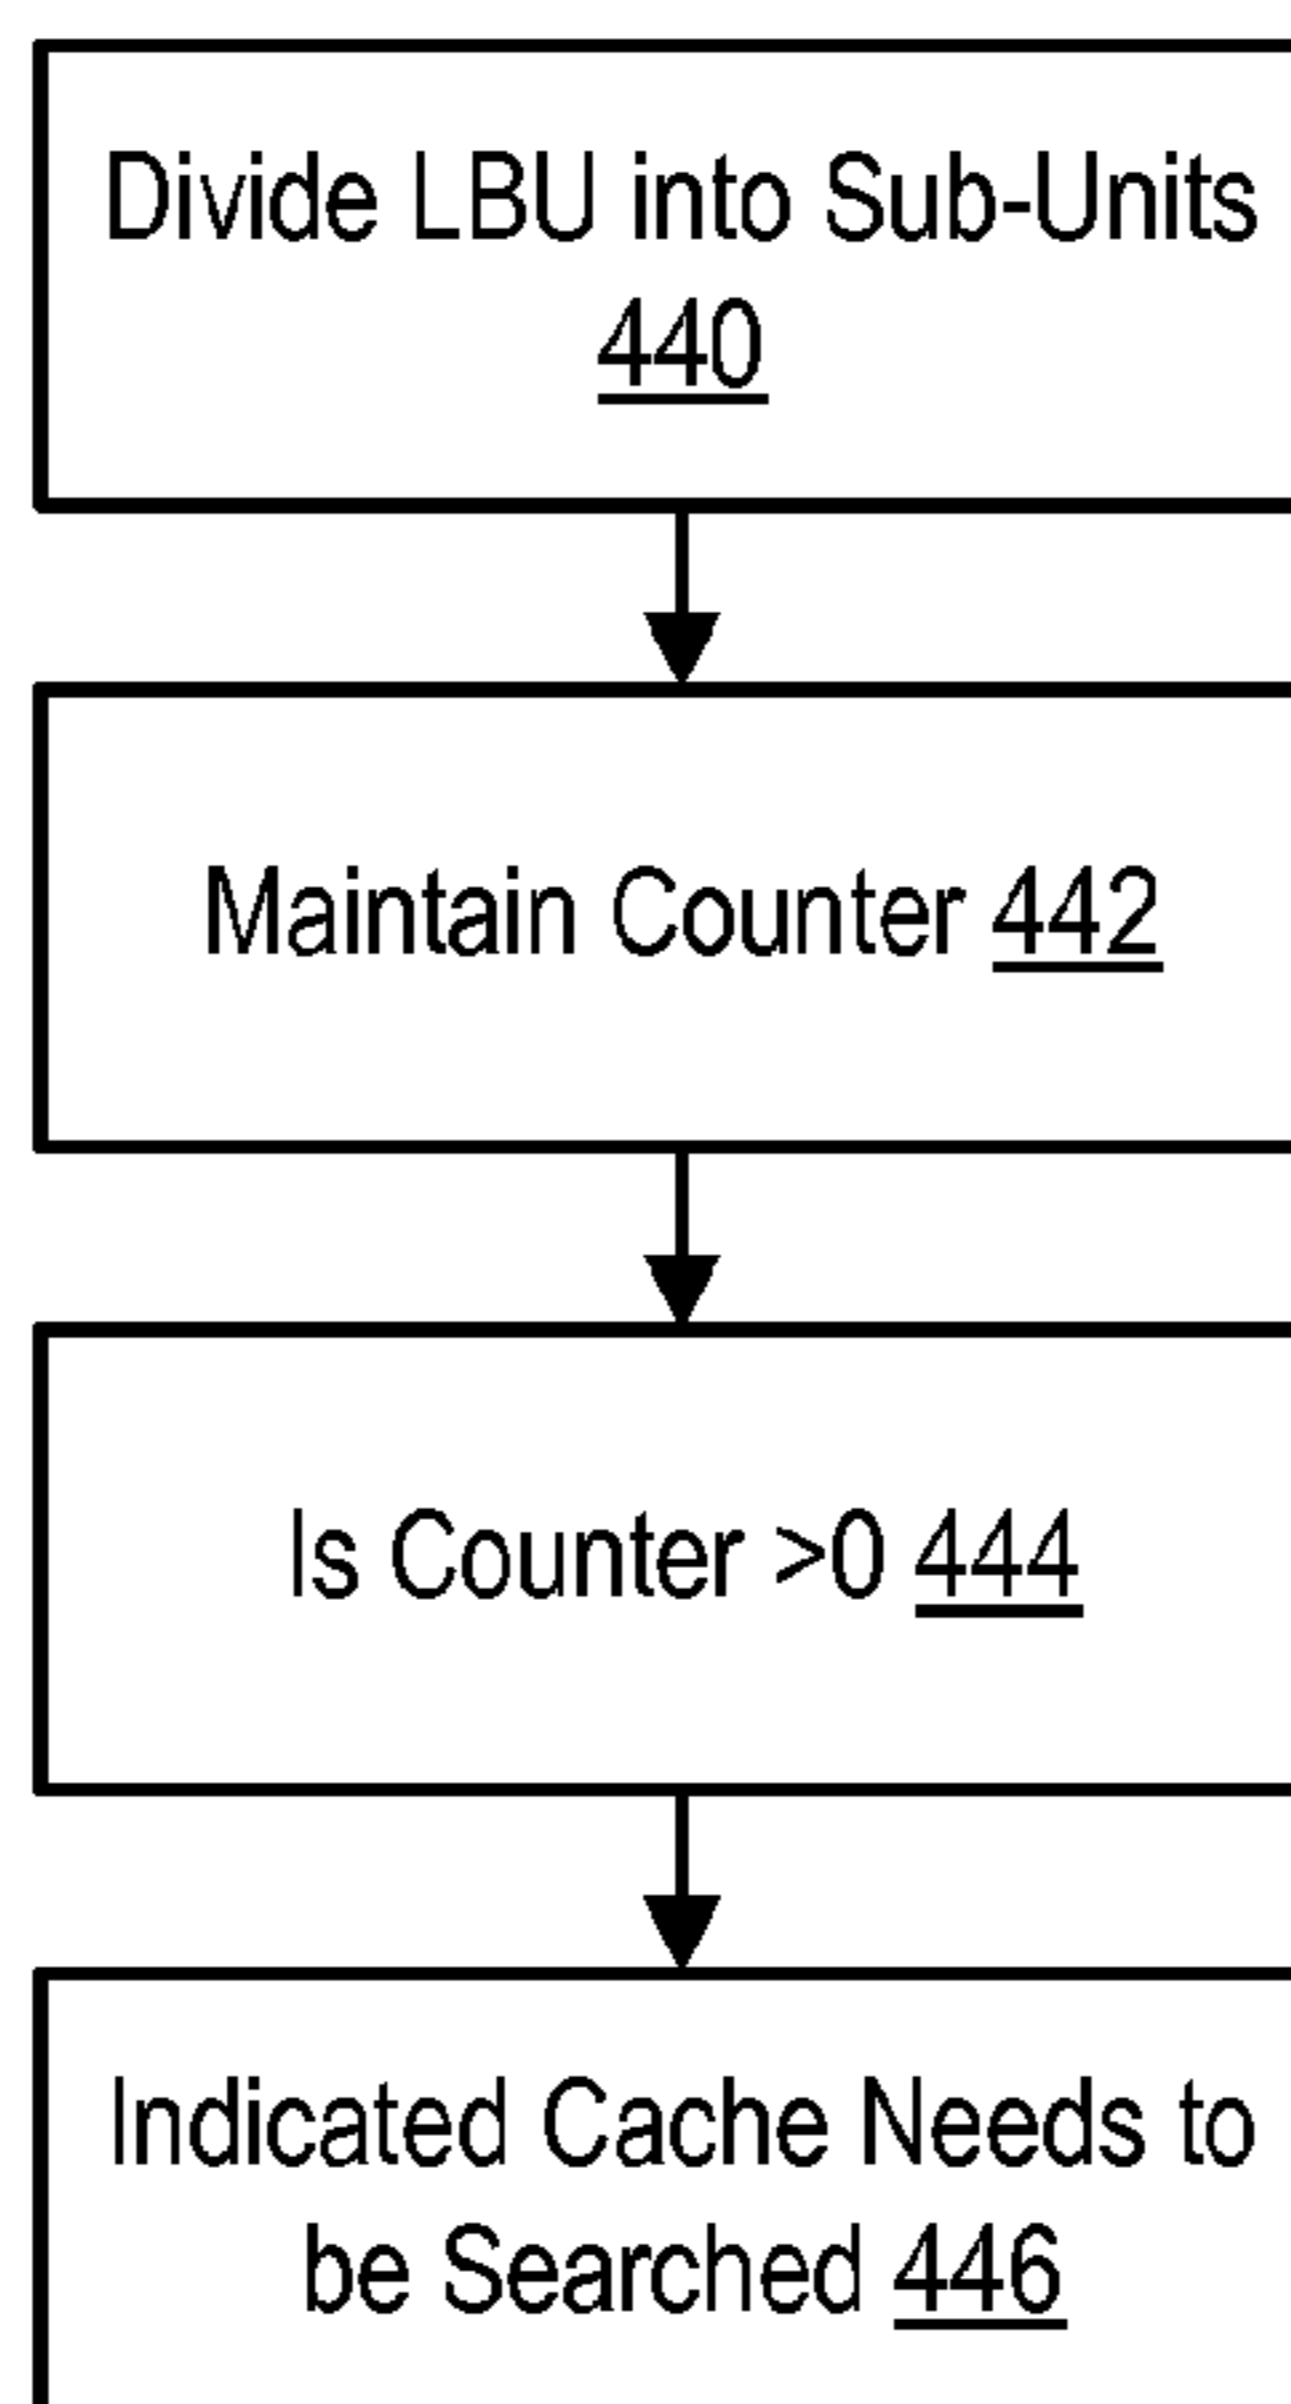 Divide LBU into Sub-Units
440
Maintain Counter 442
Is Counter >0 444
Indicated Cache Needs to
be Searched 446